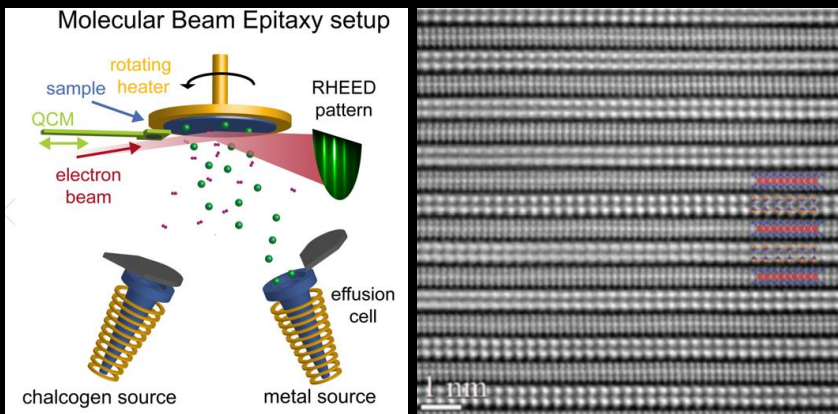 Molecular Beam Epitaxy setup
rotating
heater
sample
QCM
electron
beam
RHEED
pattern
effusion
cell
chalcogen source
metal source
1 nm